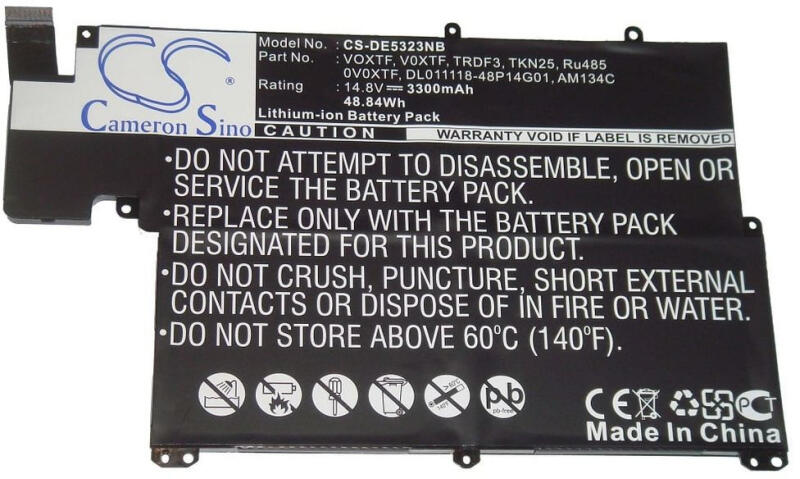 CS
Cameron Sino
Model No. : CS-DE5323NB
Part No. : VOXTF, V0XTF, TRDF3, TKN25, Ru485
0V0XTF, DL011118-48P14G01, AM134C
Rating : 14.8V ⎓ 3300mAh
48.84Wh
Lithium-ion Battery Pack
CAUTION
WARRANTY VOID IF LABEL IS REMOVED
•DO NOT ATTEMPT TO DISASSEMBLE, OPEN OR
SERVICE THE BATTERY PACK.
•REPLACE ONLY WITH THE BATTERY PACK
DESIGNATED FOR THIS PRODUCT.
•DO NOT CRUSH, PUNCTURE, SHORT EXTERNAL
CONTACTS OR DISPOSE OF IN FIRE OR WATER.
•DO NOT STORE ABOVE 60°C (140°F).
pb
pb-free
CE
Made In China